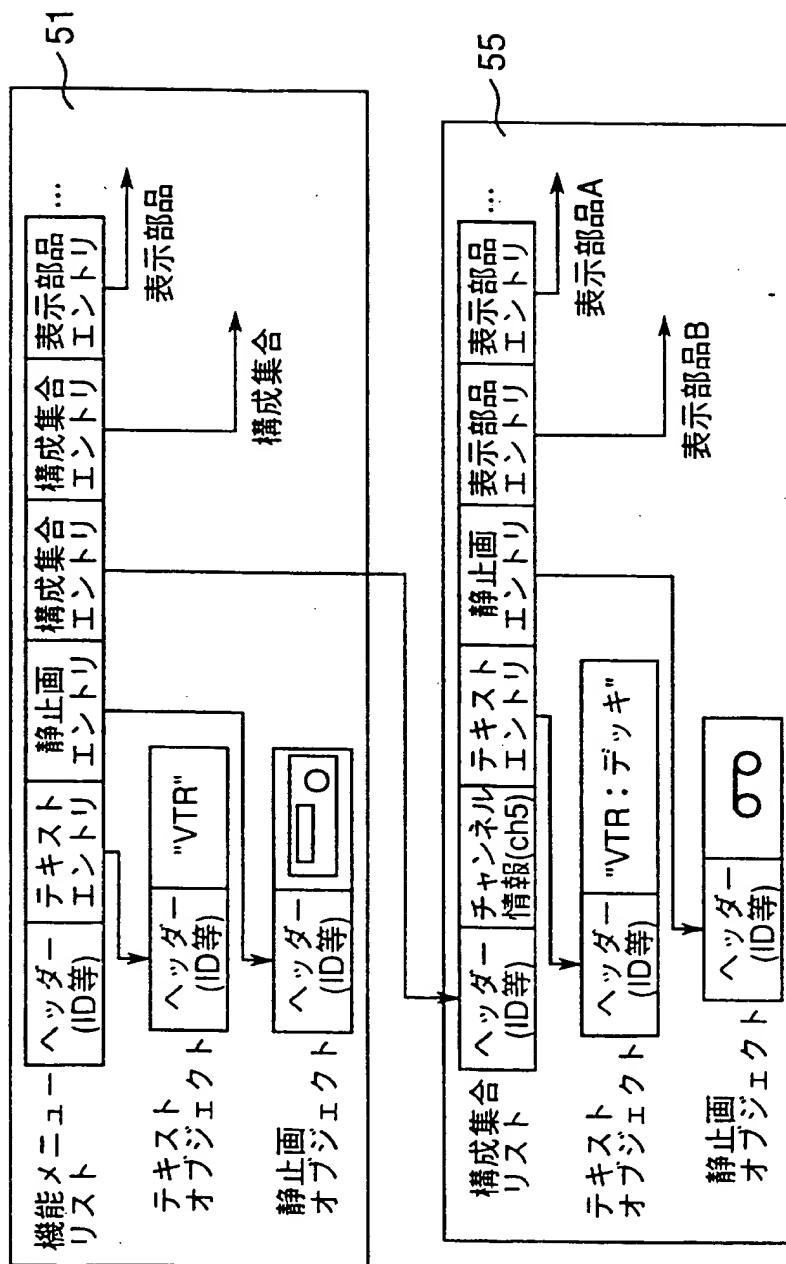 51
機能メニュー
リスト
ヘッダー
(ID等)
テキスト
エントリ
静止画
エントリ
構成集合
エントリ
構成集合
エントリ
表示部品
エントリ
...
テキスト
オブジェクト
ヘッダー
(ID等)
"VTR"
構成集合
表示部品
静止画
オブジェクト
ヘッダー
(ID等)
55
構成集合
リスト
ヘッダー
(ID等)
チャンネル
情報(ch5)
テキスト
エントリ
静止画
エントリ
表示部品
エントリ
表示部品
エントリ
...
テキスト
オブジェクト
ヘッダー
(ID等)
"VTR：デッキ"
表示部品B
表示部品A
静止画
オブジェクト
ヘッダー
(ID等)